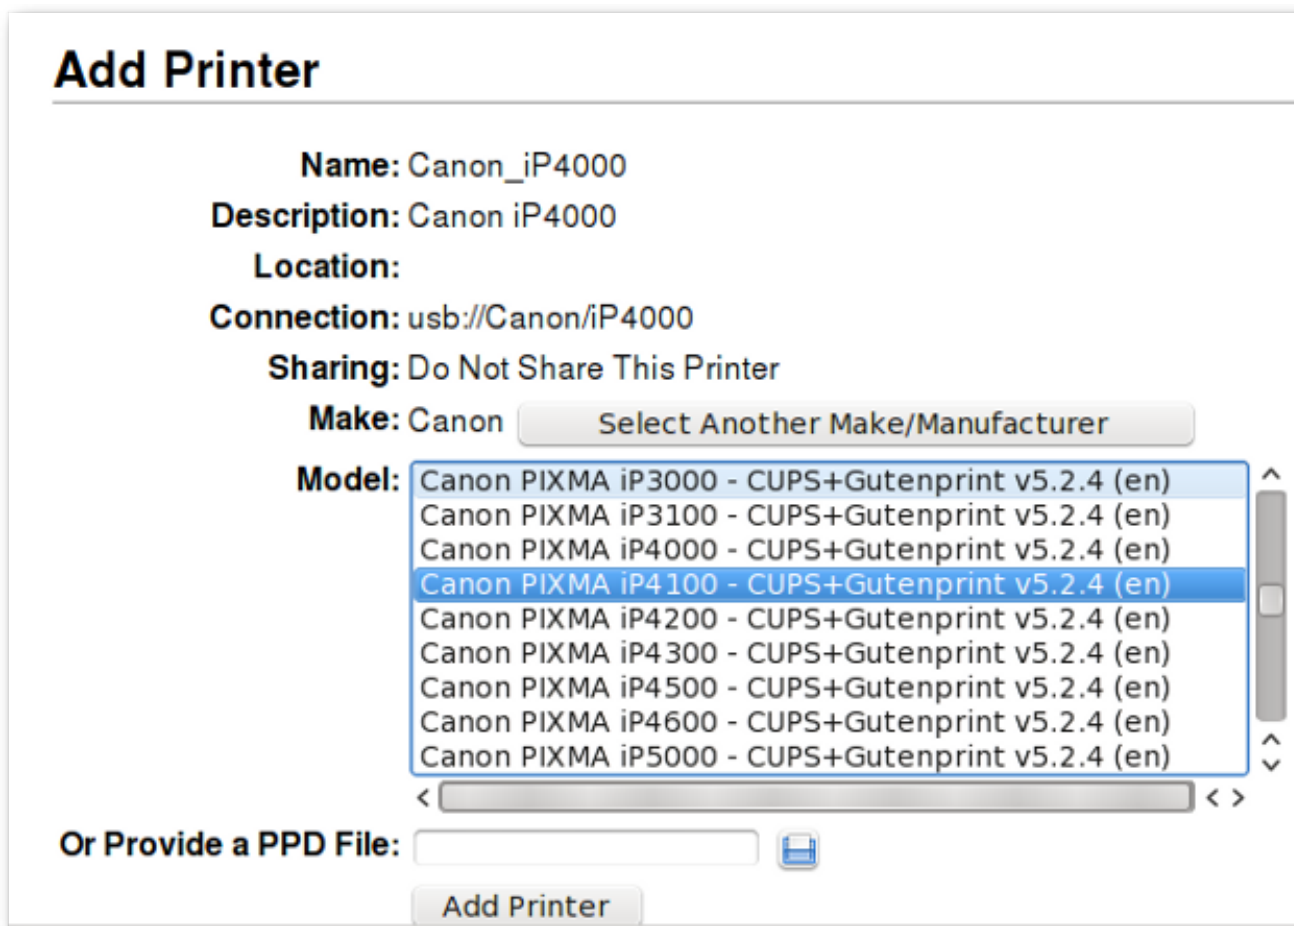 Add Printer
Name: Canon_iP4000
Description: Canon iP4000
Location:
Connection: usb://Canon/iP4000
Sharing: Do Not Share This Printer
Make: Canon Select Another Make/Manufacturer
Model: Canon PIXMA iP3000 - CUPS+Gutenprint v5.2.4 (en)
Canon PIXMA iP3100 - CUPS+Gutenprint v5.2.4 (en)
Canon PIXMA iP4000 - CUPS+Gutenprint v5.2.4 (en)
Canon PIXMA iP4100 - CUPS+Gutenprint v5.2.4 (en)
Canon PIXMA iP4200 - CUPS+Gutenprint v5.2.4 (en)
Canon PIXMA iP4300 - CUPS+Gutenprint v5.2.4 (en)
Canon PIXMA iP4500 - CUPS+Gutenprint v5.2.4 (en)
Canon PIXMA iP4600 - CUPS+Gutenprint v5.2.4 (en)
Canon PIXMA iP5000 - CUPS+Gutenprint v5.2.4 (en)
Or Provide a PPD File:
Add Printer